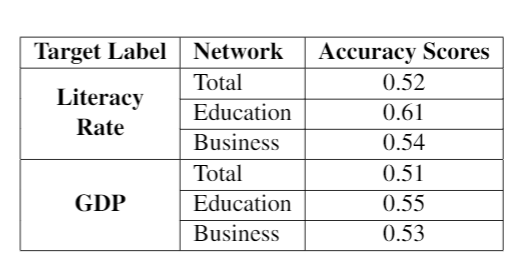 Target Label Network Accuracy Scores
Literacy Rate Total 0.52
Education 0.61
Business 0.54
GDP Total 0.51
Education 0.55
Business 0.53